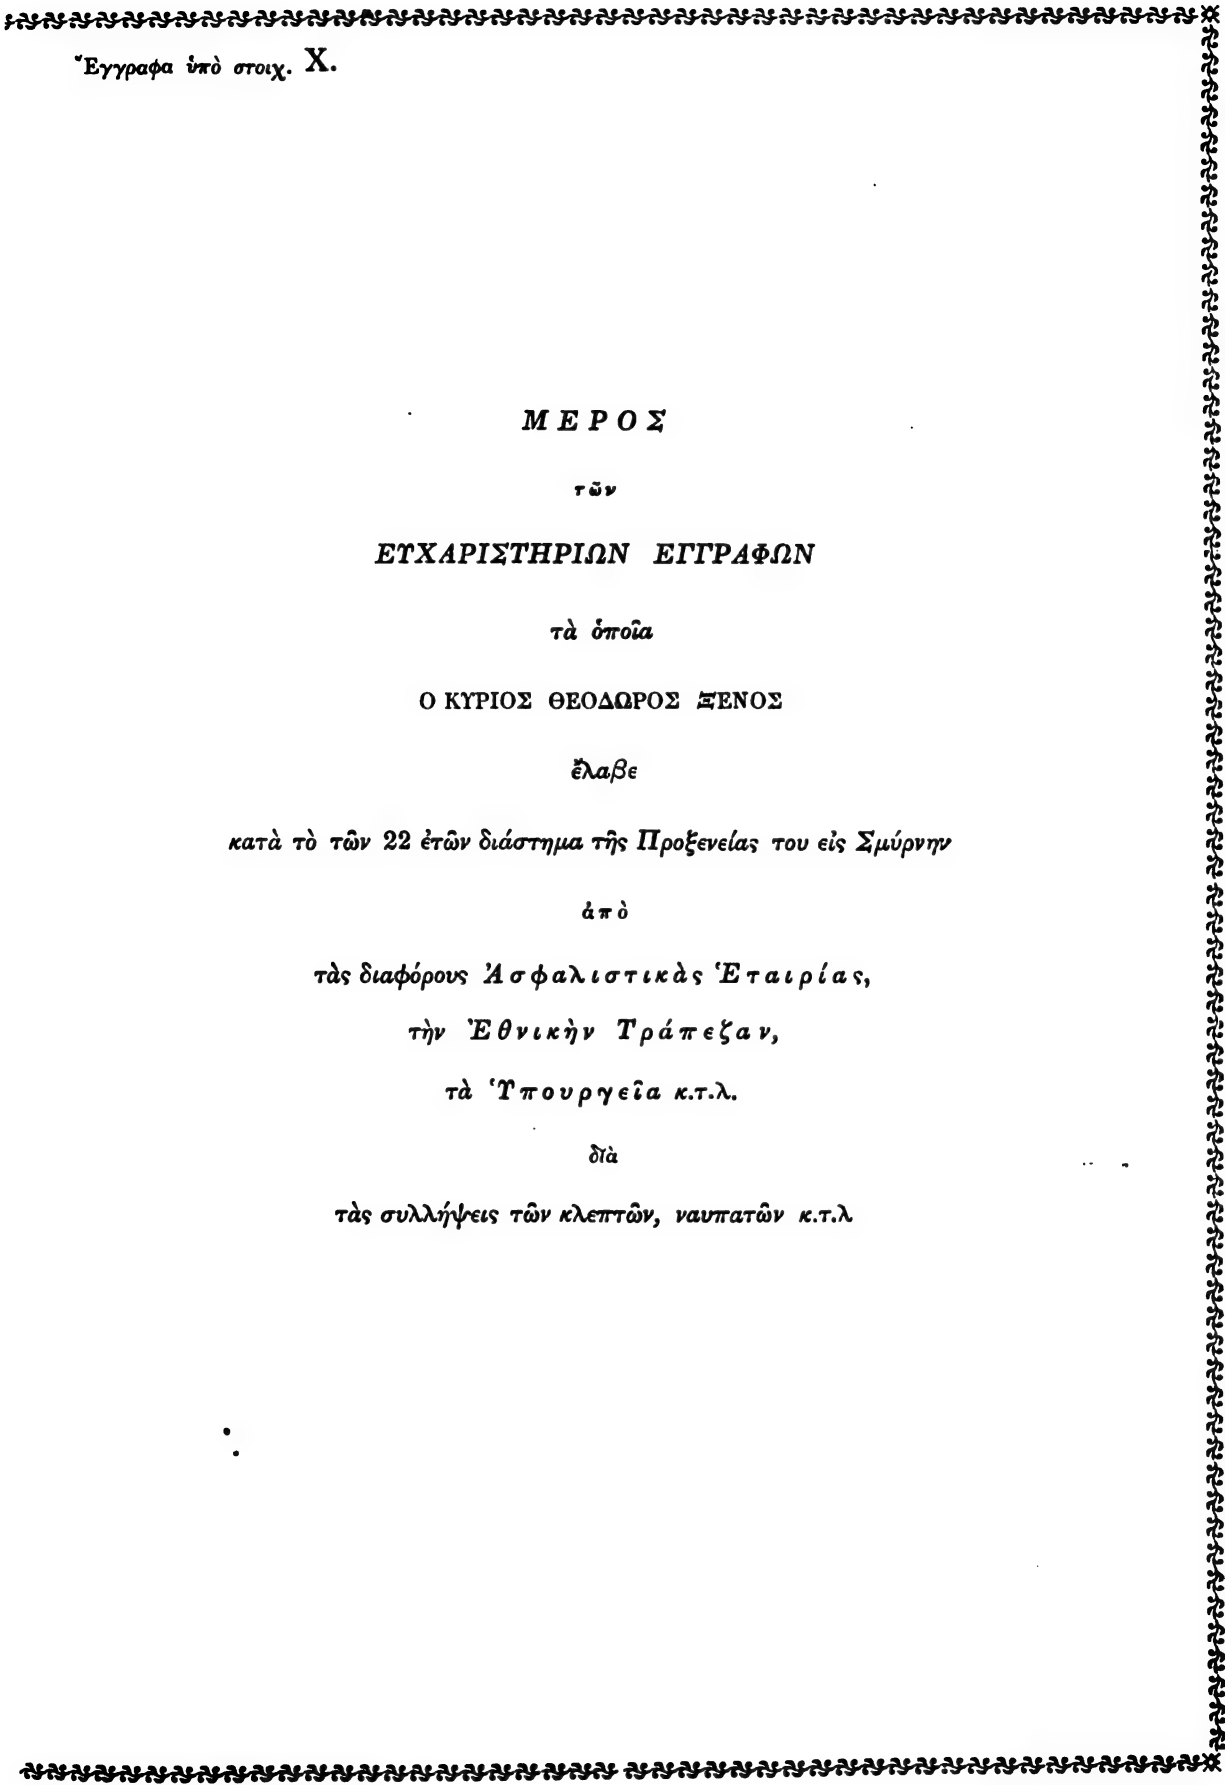 Ἔγγραφα ὑπὸ στοιχ. Χ.
ΜΕΡΟΣ
τῶν
ΕΥΧΑΡΙΣΤΗΡΙΩΝ ΕΓΓΡΑΦΩΝ
τὰ ὁποῖα
Ο ΚΥΡΙΟΣ ΘΕΟΔΩΡΟΣ ΞΕΝΟΣ
ἔλαβε
κατὰ τὸ τῶν 22 ἐτῶν διάστημα τῆς Προξενείας του εἰς Σμύρνην
ἀπὸ
τὰς διαφόρους Ἀσφαλιστικὰς Ἑταιρίας,
τὴν Ἐθνικὴν Τράπεζαν,
τὰ Ὑπουργεῖα κ.τ.λ.
διὰ
τὰς συλλήψεις τῶν κλεπτῶν, ναυπατῶν κ.τ.λ